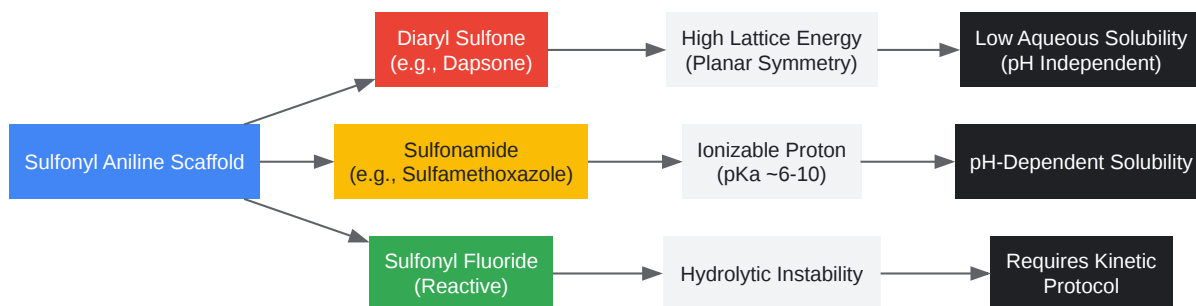 Diaryl Sulfone
(e.g., Dapsone)
High Lattice Energy
(Planar Symmetry)
Low Aqueous Solubility
(pH Independent)
Sulfonyl Aniline Scaffold
Sulfonamide
(e.g., Sulfamethoxazole)
Ionizable Proton
(pKa ~6-10)
pH-Dependent Solubility
Sulfonyl Fluoride
(Reactive)
Hydrolytic Instability
Requires Kinetic
Protocol